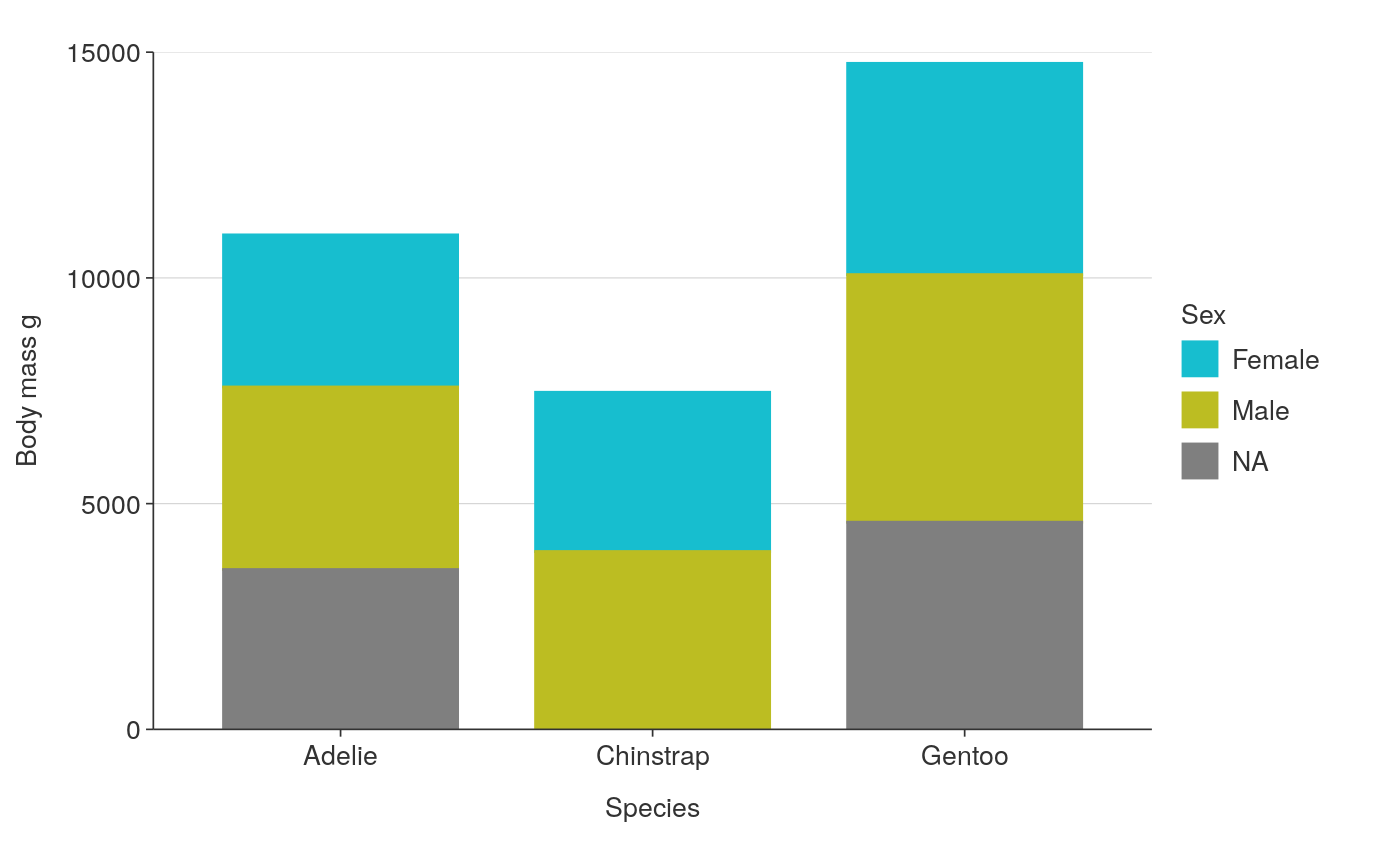 15000
10000
5000
0
Body mass g
Adelie
Chinstrap
Gentoo
Species
Sex
Female
Male
NA